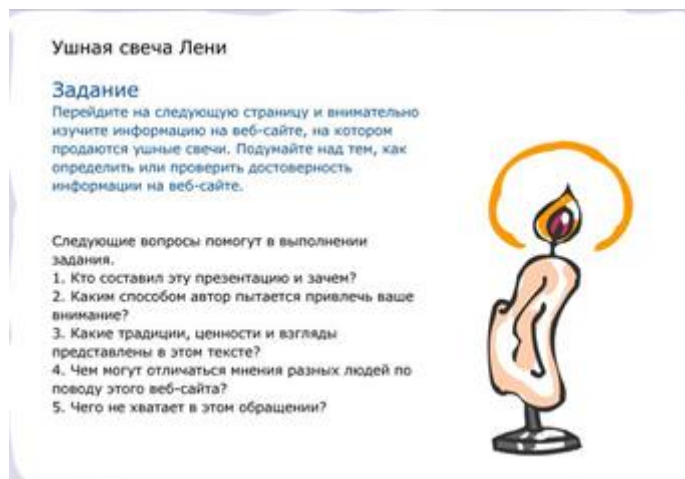 Ушная свеча Лени
Задание
Перейдите на следующую страницу и внимательно
изучите информацию на веб-сайте, на котором
продаются ушные свечи. Подумайте над тем, как
определить или проверить достоверность
информации на веб-сайте.
Следующие вопросы помогут в выполнении
задания.
1. Кто составил эту презентацию и зачем?
2. Каким способом автор пытается привлечь ваше
внимание?
3. Какие традиции, ценности и взгляды
представлены в этом тексте?
4. Чем могут отличаться мнения разных людей по
поводу этого веб-сайта?
5. Чего не хватает в этом обращении?